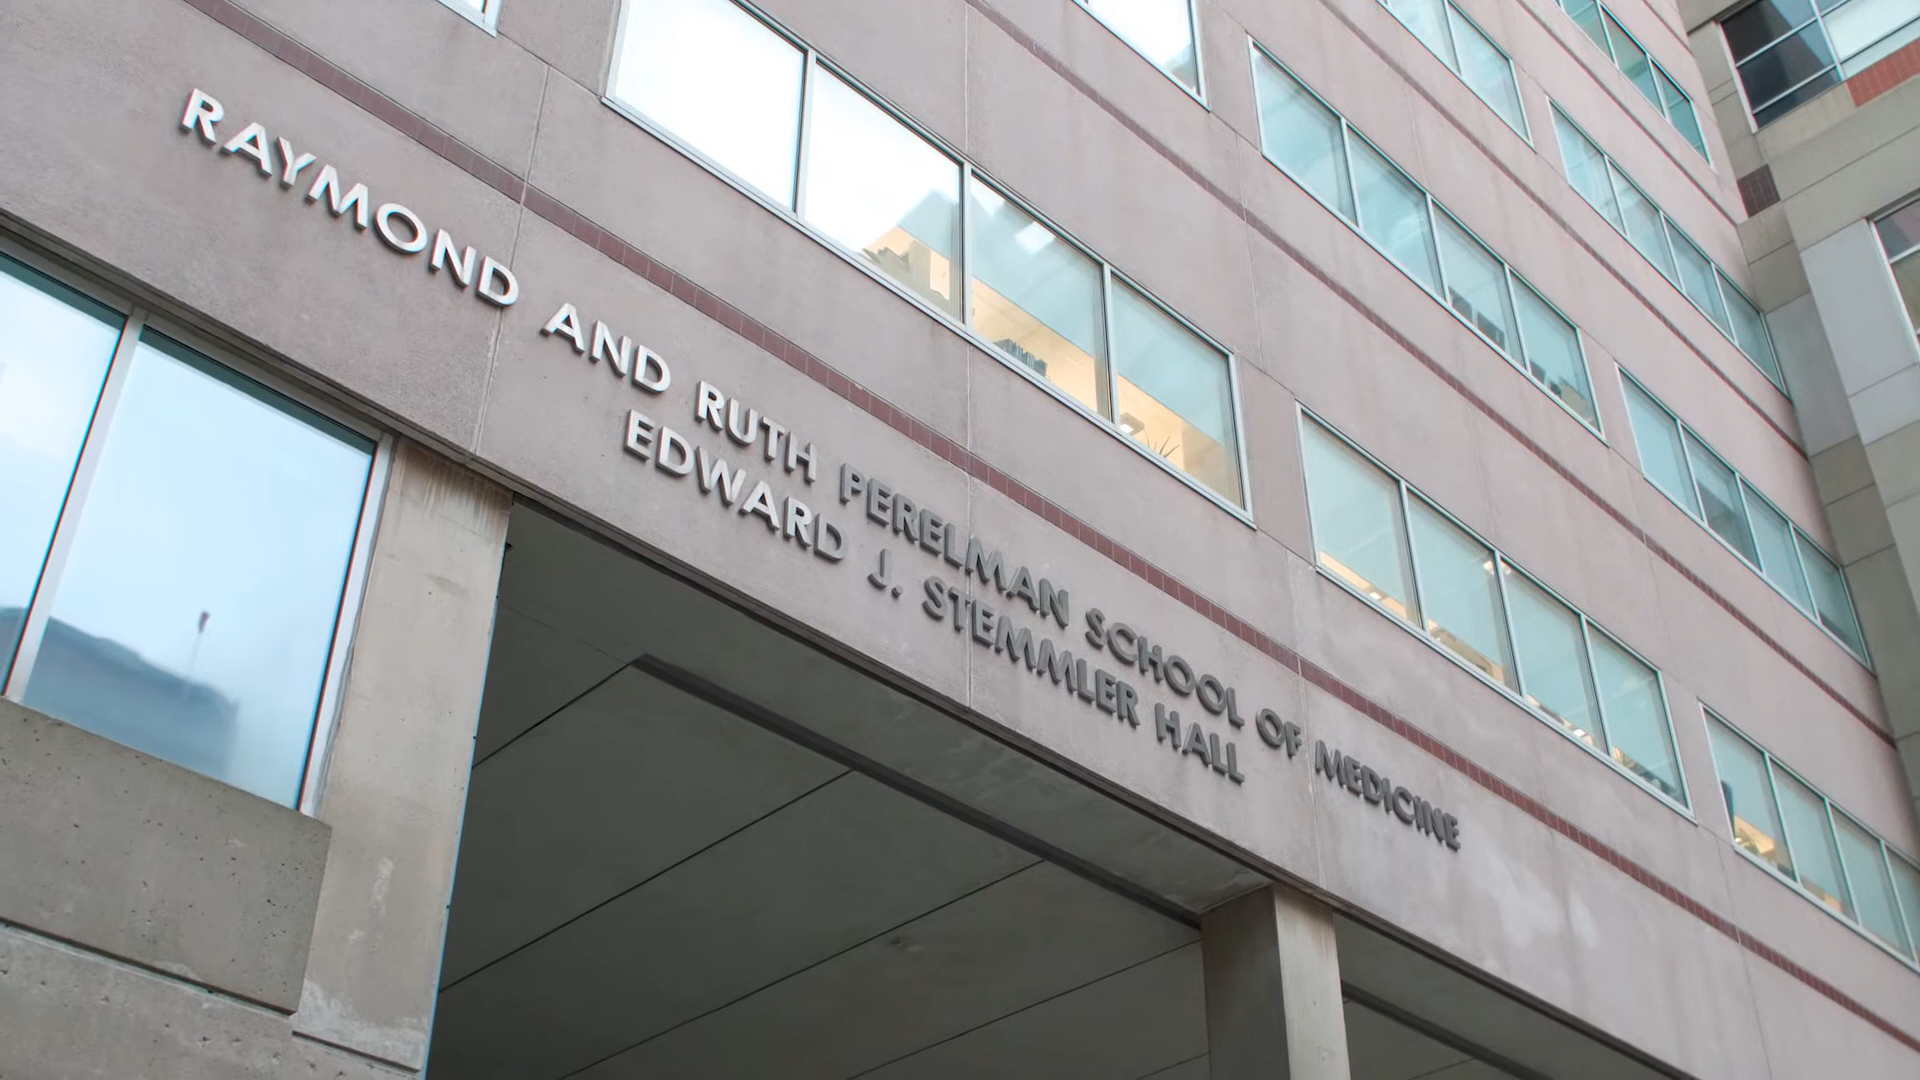 RAYMOND AND RUTH PERELMAN SCHOOL OF MEDICINE
EDWARD J. STEMMLER HALL